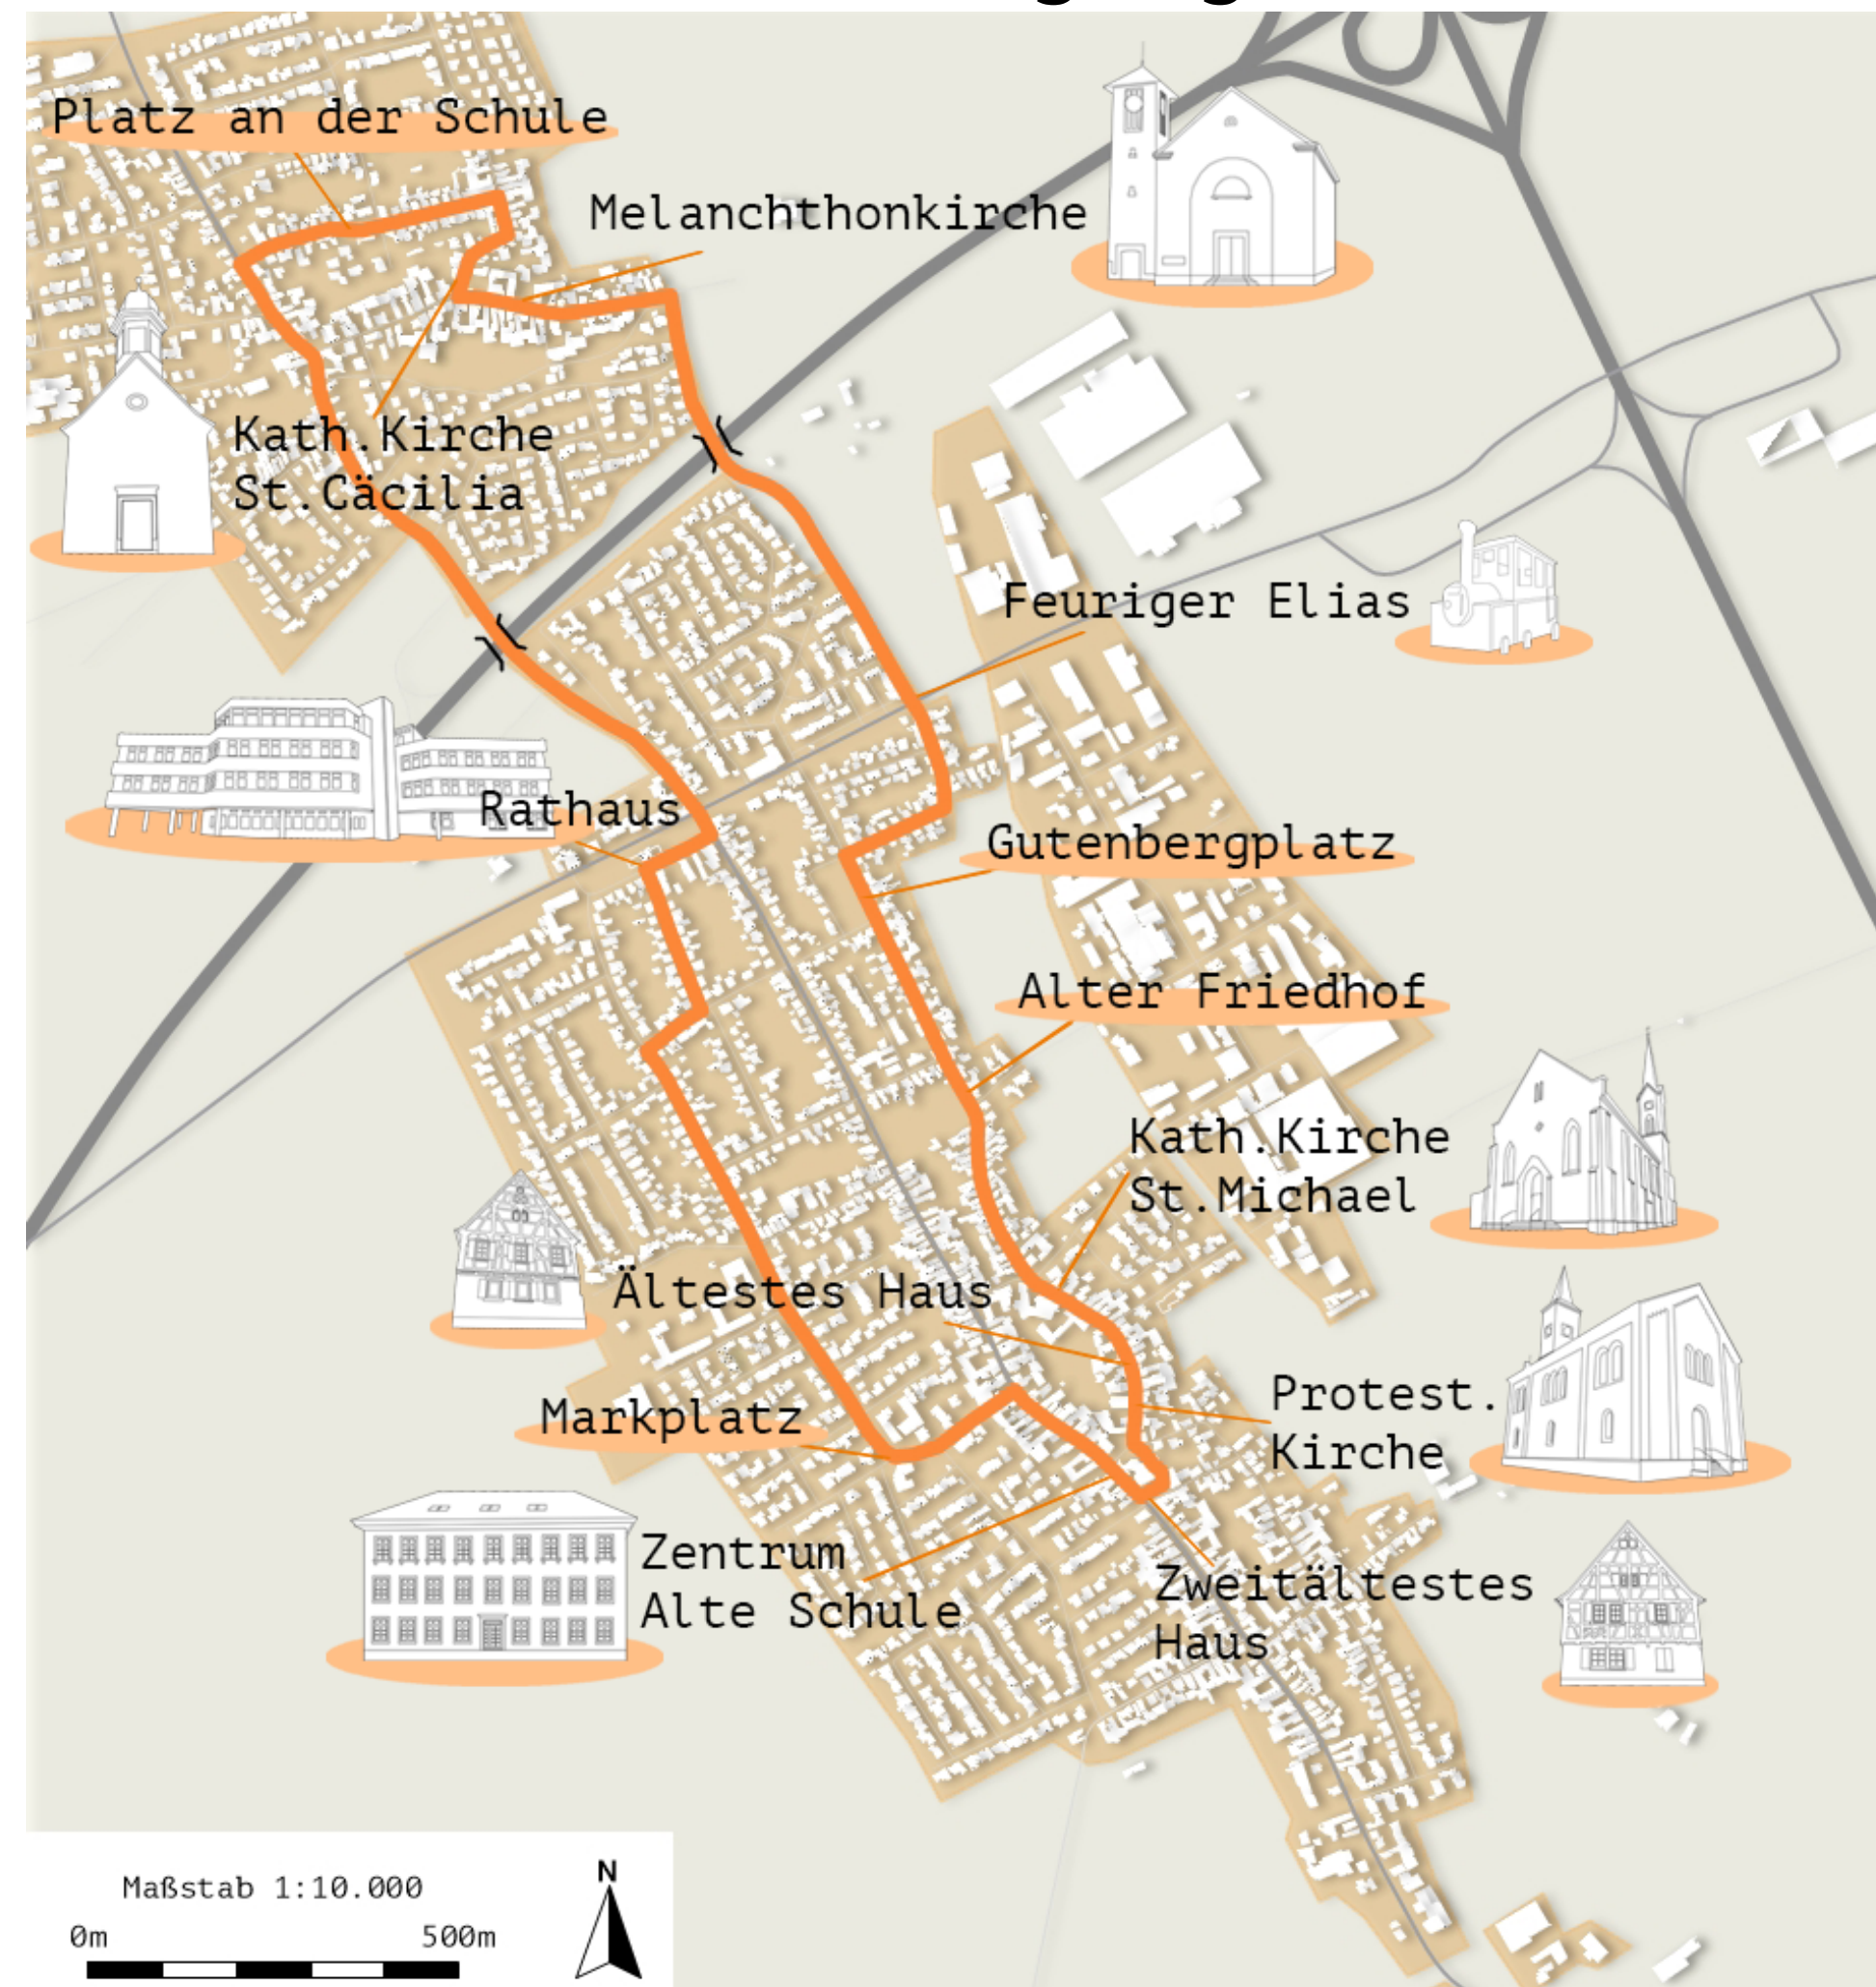 Platz an der Schule
Melanchthonkirche
Kath.Kirche
St.Cäcilia
Feuriger Elias
Rathaus
Gutenbergplatz
Alter Friedhof
Kath.Kirche
St.Michael
Ältestes Haus
Protest.
Kirche
Markplatz
Zentrum
Alte Schule
Zweitältestes
Haus
Maßstab 1:10.000
0m 500m
N